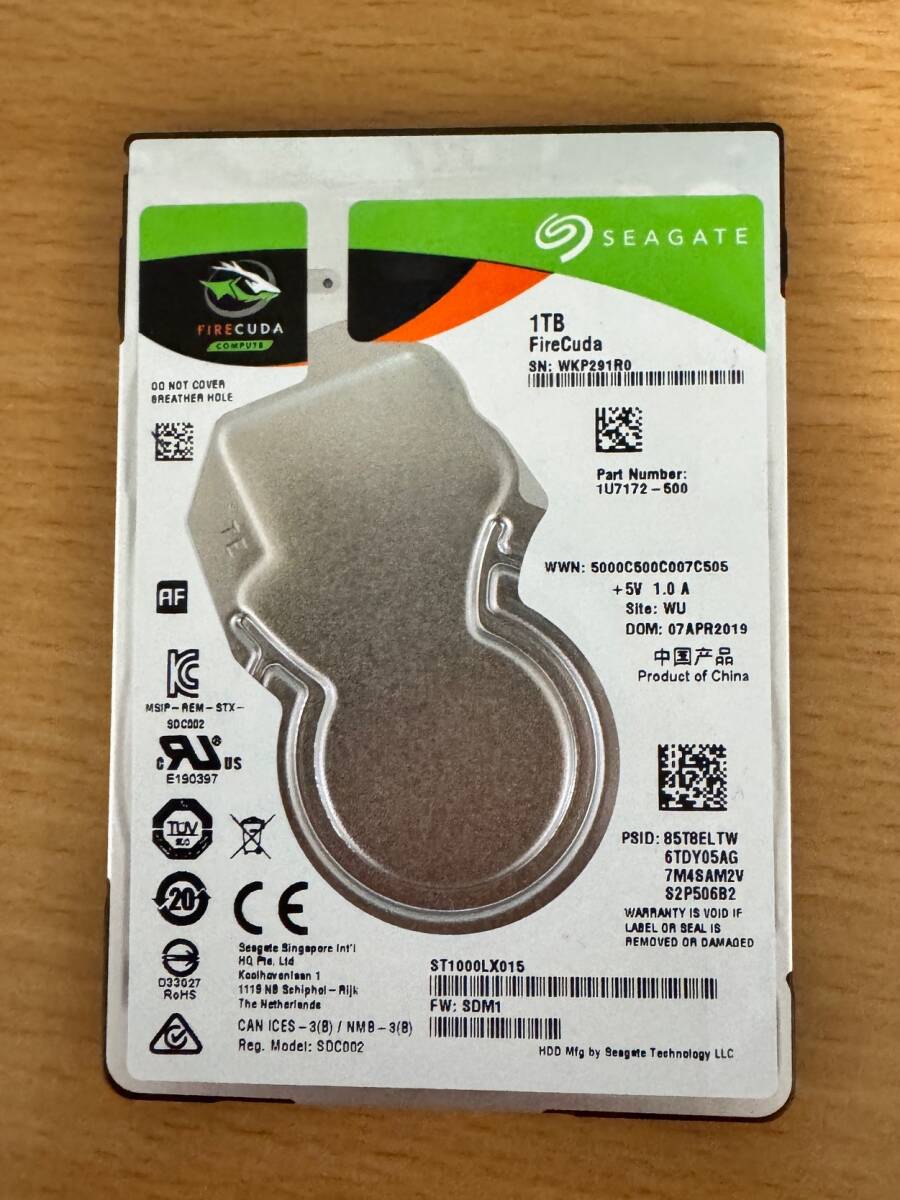 SEAGATE
FIRECUDA
COMPUTE
1TB
FireCuda
SN: WKP291R0
DO NOT COVER
BREATHER HOLE
Part Number:
1U7172-500
TE
WWN: 5000C500C007C505
+5V 1.0 A
Site: WU
DOM: 07APR2019
中国产品
Product of China
AF
MSIP-REM-STX-
SDC002
c RU ® US
E190397
TÜV
20
D33027
RoHS
CE
PSID: 85T8ELTW
6TDY05AG
7M4SAM2V
S2P506B2
WARRANTY IS VOID IF
LABEL OR SEAL IS
REMOVED OR DAMAGED
Seagate Singapore Int'l
HQ Pte. Ltd
Koolhovenlaan 1
1119 NB Schiphol-Rijk
The Netherlands
CAN ICES-3(B) / NMB-3(B)
Reg. Model: SDC002
ST1000LX015
FW: SDM1
HDD Mfg by Seagate Technology LLC